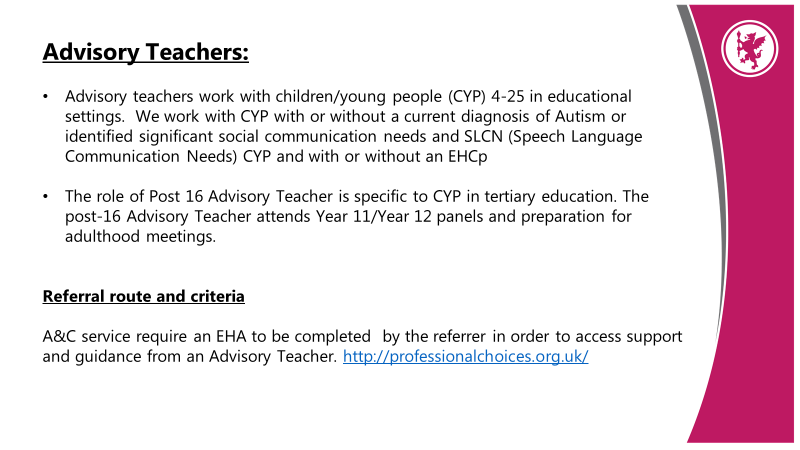 Advisory Teachers:
• Advisory teachers work with children/young people (CYP) 4-25 in educational
settings.  We work with CYP with or without a current diagnosis of Autism or
identified significant social communication needs and SLCN (Speech Language
Communication Needs) CYP and with or without an EHCp
• The role of Post 16 Advisory Teacher is specific to CYP in tertiary education. The
post-16 Advisory Teacher attends Year 11/Year 12 panels and preparation for
adulthood meetings.
Referral route and criteria
A&C service require an EHA to be completed  by the referrer in order to access support
and guidance from an Advisory Teacher. http://professionalchoices.org.uk/